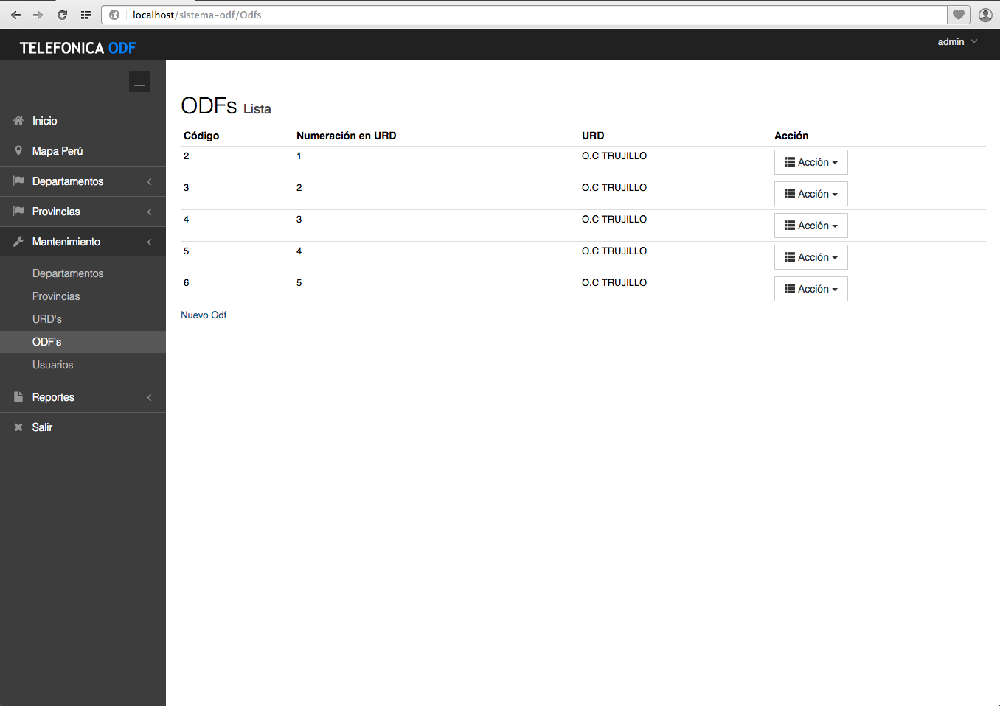 localhost/sistema-odf/Odfs
TELEFONICA ODF
admin
Inicio
Mapa Perú
Departamentos
Provincias
Mantenimiento
Departamentos
Provincias
URD's
ODF's
Usuarios
Reportes
Salir
ODFs Lista
Código Numeración en URD URD Acción
2 1 O.C TRUJILLO Acción
3 2 O.C TRUJILLO Acción
4 3 O.C TRUJILLO Acción
5 4 O.C TRUJILLO Acción
6 5 O.C TRUJILLO Acción
Nuevo Odf